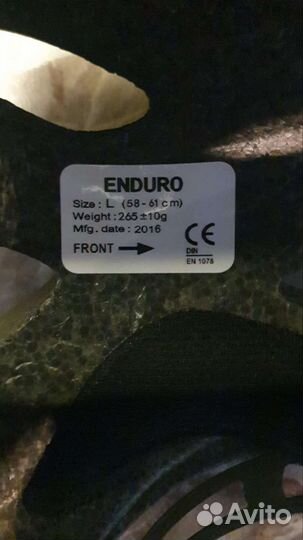 ENDURO
Size : L (58 - 61 cm)
Weight : 265 ±10g
Mfg. date : 2016
FRONT → CE
DIN
EN 1078
Avito